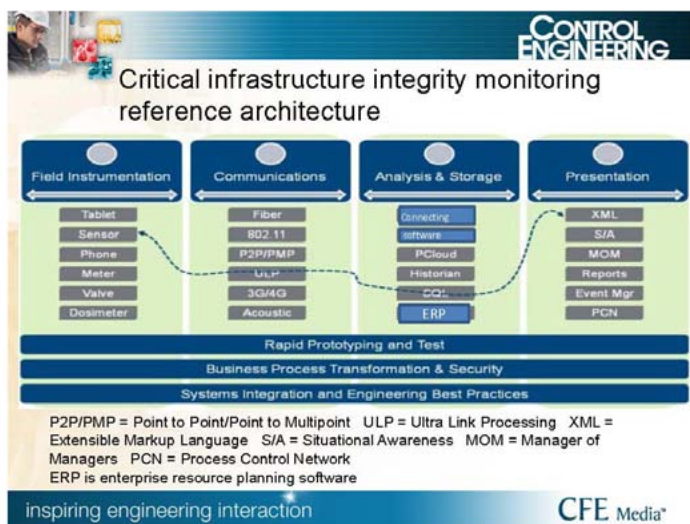 CONTROL
ENGINEERING
Critical infrastructure integrity monitoring
reference architecture
Field Instrumentation
Communications
Analysis & Storage
Presentation
Tablet
Fiber
Connecting
XML
Sensor
802.11
software
S/A
Phone
P2P/PMP
PCloud
MOM
Meter
ULP
Historian
Reports
Valve
3G/4G
CQL
Event Mgr
Dosimeter
Acoustic
ERP
PCN
Rapid Prototyping and Test
Business Process Transformation & Security
Systems Integration and Engineering Best Practices
P2P/PMP = Point to Point/Point to Multipoint ULP = Ultra Link Processing XML =
Extensible Markup Language S/A = Situational Awareness MOM = Manager of
Managers PCN = Process Control Network
ERP is enterprise resource planning software
inspiring engineering interaction
CFE Media